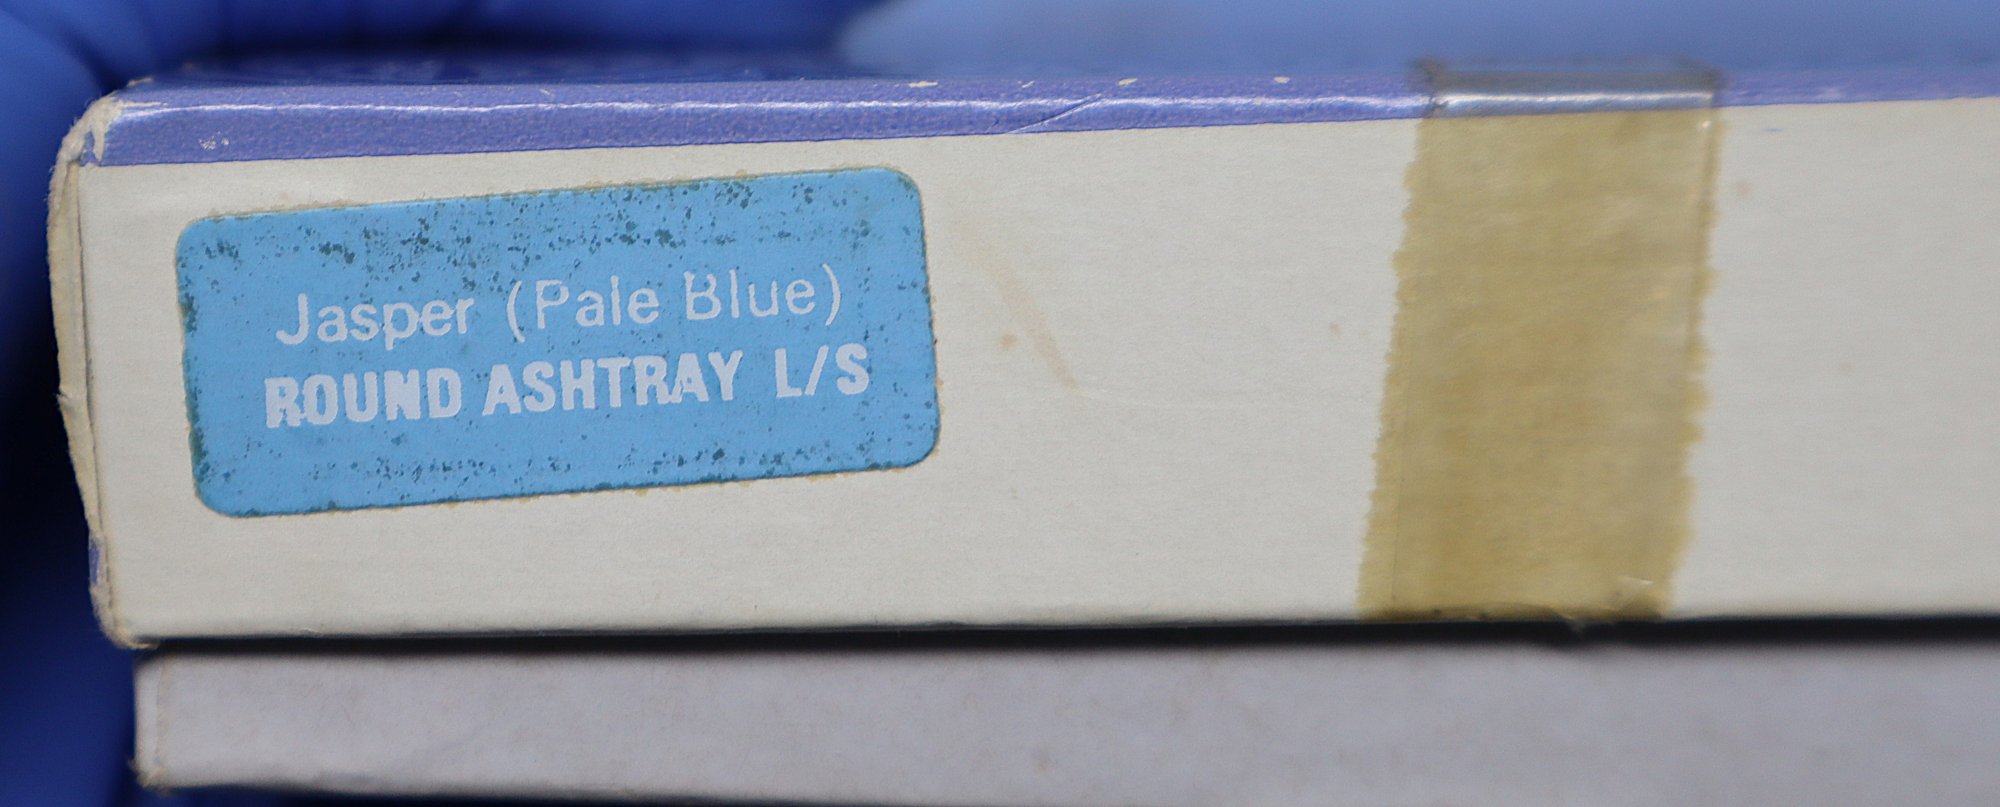 Jasper (Pale Blue)
ROUND ASHTRAY L/S